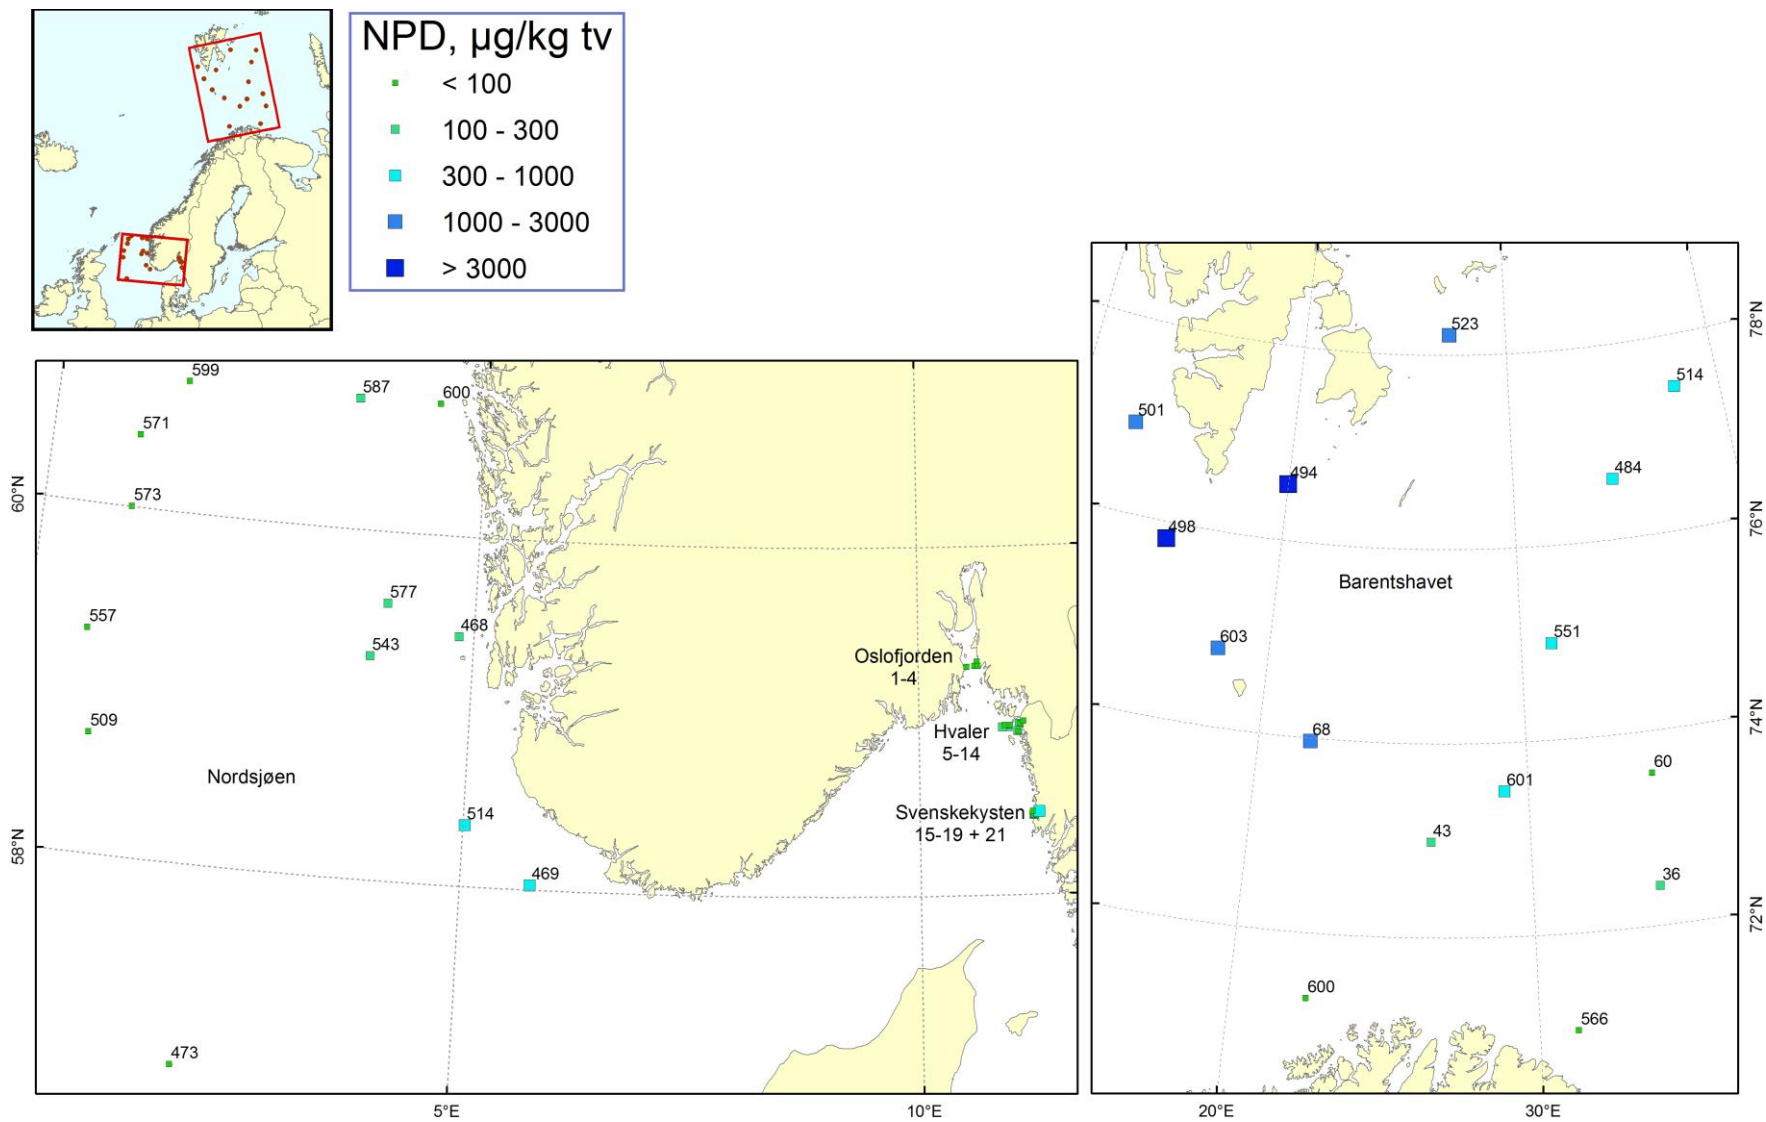 NPD, µg/kg tv
< 100
100 - 300
300 - 1000
1000 - 3000
> 3000
599
587
600
571
573
557
577
468
543
509
Nordsjøen
514
469
473
Oslofjorden
1-4
Hvaler
5-14
Svenskekysten
15-19 + 21
60°N
58°N
5°E
10°E
523
514
501
494
484
498
Barentshavet
603
551
68
60
601
43
36
600
566
78°N
76°N
74°N
72°N
20°E
30°E